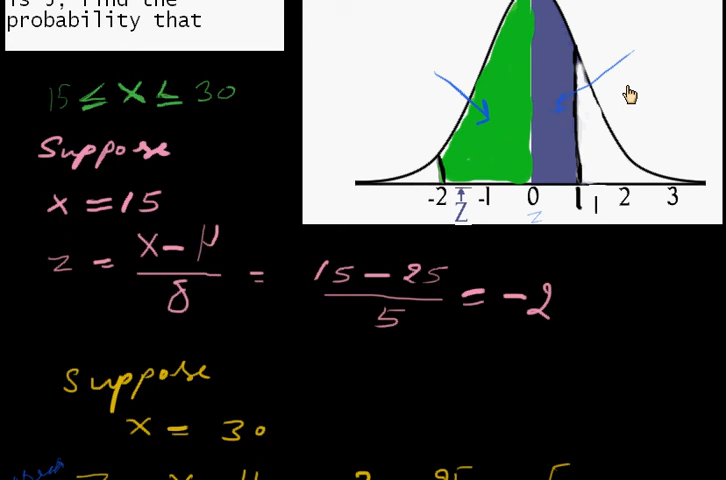 is 5, find the
probability that
15 ≤ x ≤ 30
Suppose
x = 15
z = x - μ / δ = 15 - 25 / 5 = -2
-2 -1 0 1 2 3
Z z
Suppose
x = 30